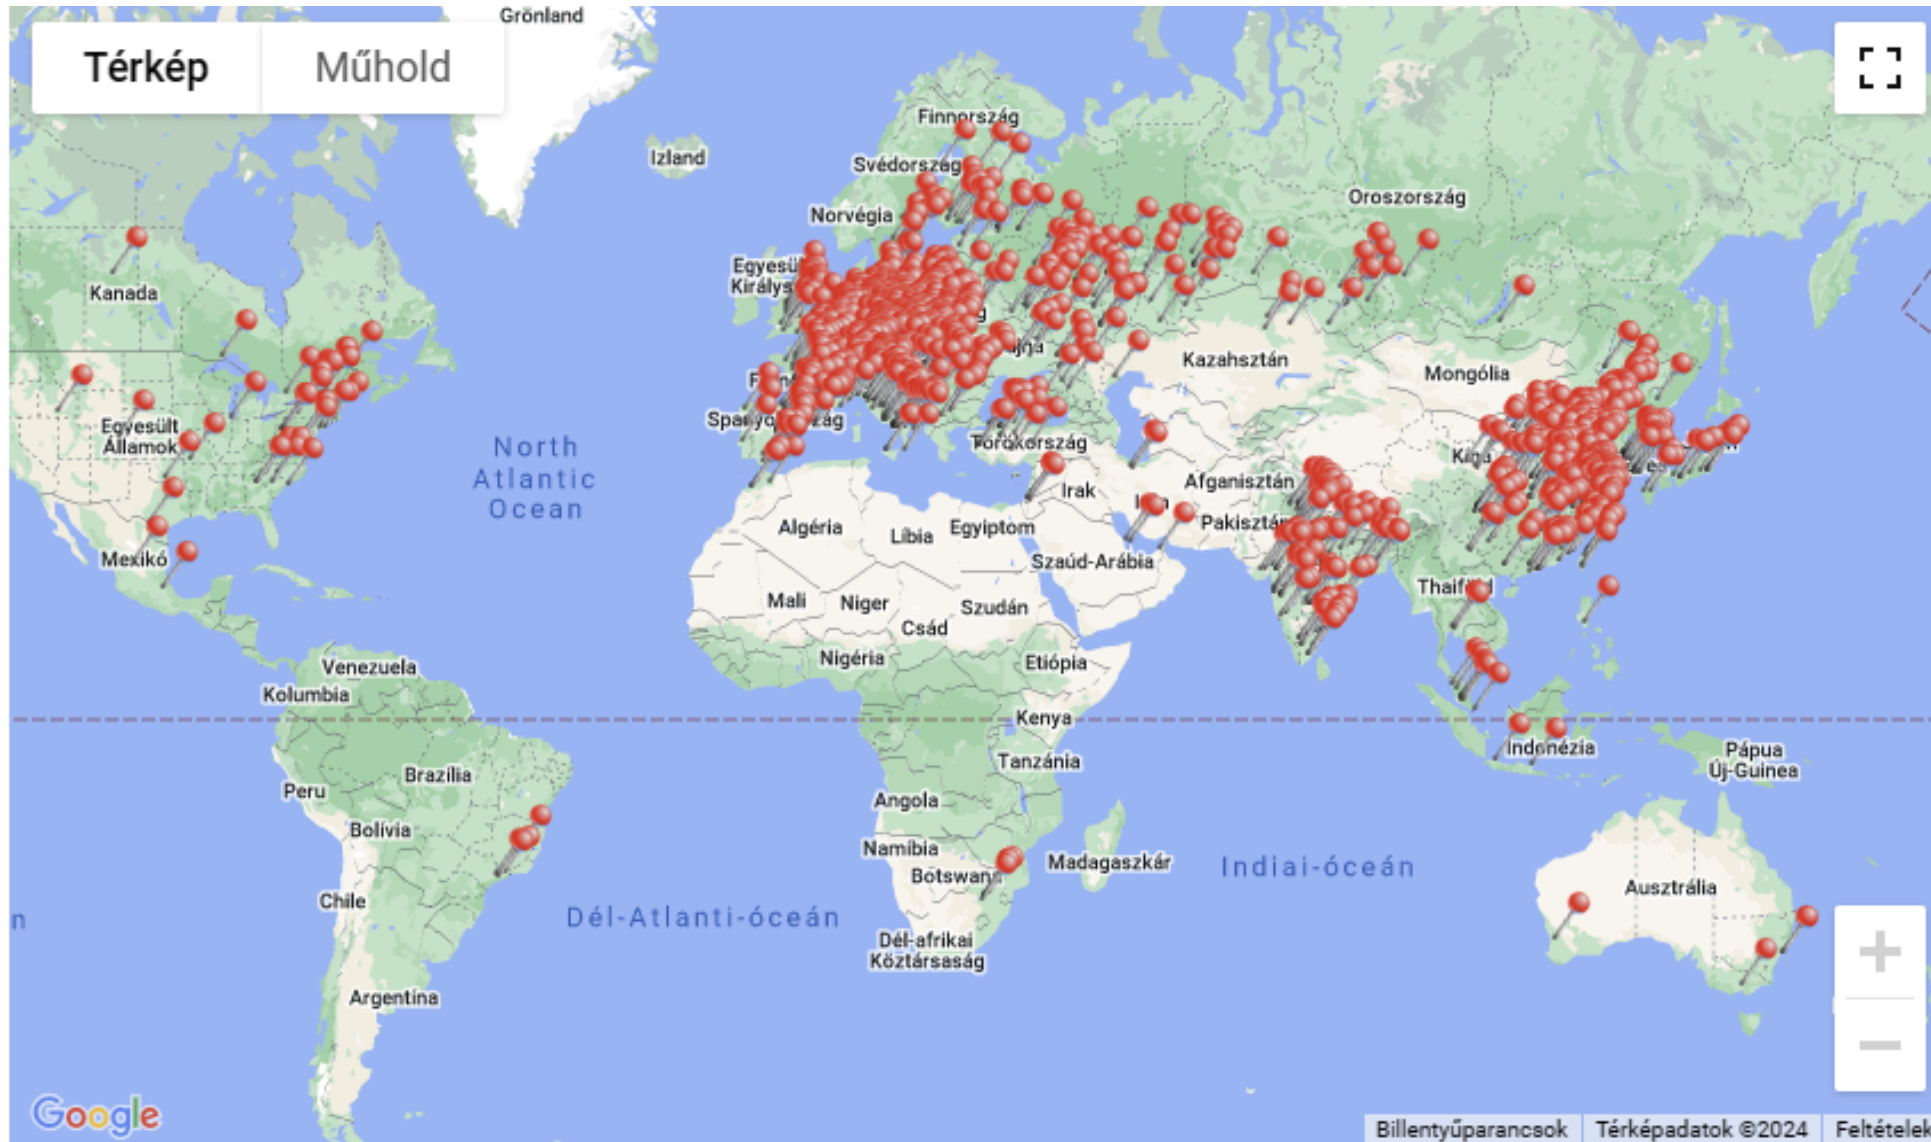 Grönland
Térkép
Műhold
Finnország
Izland
Svédország
Oroszország
Norvégia
Kanada
Kazahsztán
Mongólia
Egyesült
Államok
North
Atlantic
Ocean
Törökország
Afganisztán
Irak
Algéria
Líbia
Egyiptom
Mexikó
Szaúd-Arábia
Mali
Niger
Szudán
Csád
Nigéria
Etiópia
Venezuela
Kolumbia
Kenya
Indonézia
Pápua
Új-Guinea
Tanzánia
Brazília
Peru
Angola
Bolívia
Namíbia
Madagaszkár
Indiai-óceán
Ausztrália
Chile
Dél-Atlanti-óceán
n
Dél-afrikai
Köztársaság
Argentína
Google
Billentyűparancsok
Térképadatok ©2024
Feltételek